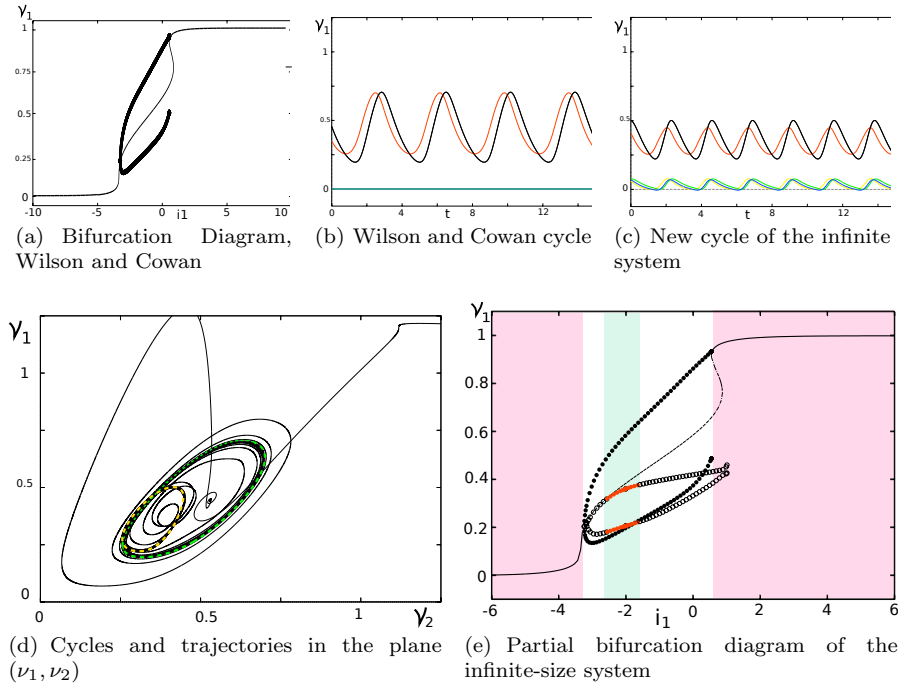 γ1
1
0.75
0.5
0.25
0
-10
-5
0
i1
5
10
(a) Bifurcation Diagram,
Wilson and Cowan
γ1
1
0.5
0
0
4
8
t
12
(b) Wilson and Cowan cycle
γ1
1
0.5
0
0
4
8
t
12
(c) New cycle of the infinite
system
γ1
1
0.5
0
0
0.5
1
γ2
(d) Cycles and trajectories in the plane
(ν1, ν2)
γ1
1
0.8
0.6
0.4
0.2
0
-6
-4
-2
i1
0
2
4
6
(e) Partial bifurcation diagram of the
infinite-size system